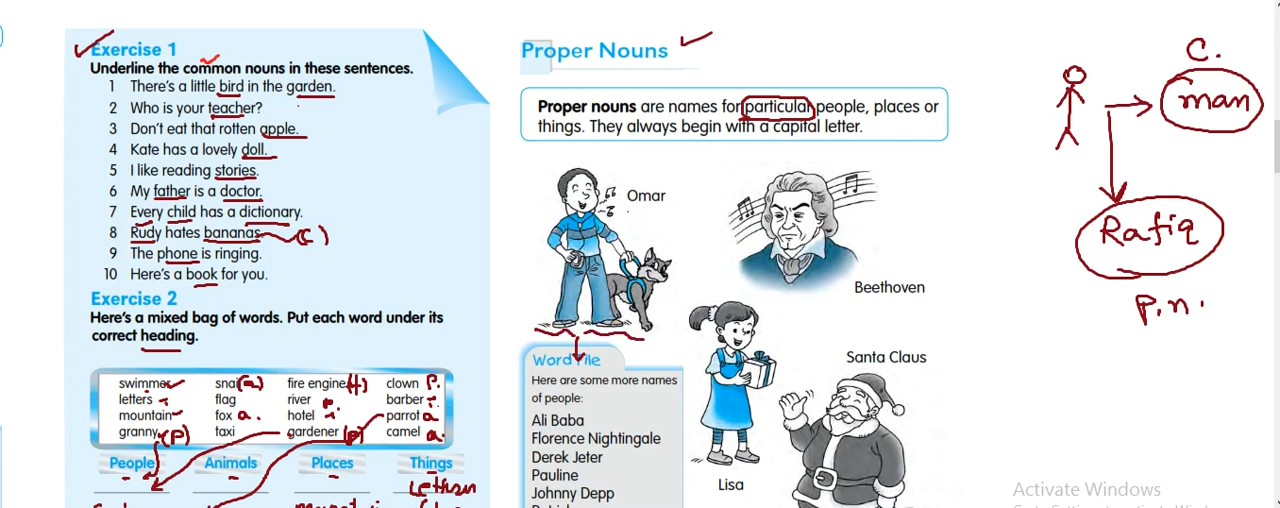 Exercise 1
Underline the common nouns in these sentences.
1 There's a little bird in the garden.
2 Who is your teacher?
3 Don't eat that rotten apple.
4 Kate has a lovely doll.
5 I like reading stories.
6 My father is a doctor.
7 Every child has a dictionary.
8 Rudy hates bananas. (C)
9 The phone is ringing.
10 Here's a book for you.
Exercise 2
Here's a mixed bag of words. Put each word under its
correct heading.
swimmer snail (a) fire engine clown P.
letters flag river P barber
mountain fox a. hotel parrot a
granny (P) taxi gardener (P) camel a.
People Animals Places Things
Proper Nouns
Proper nouns are names for particular people, places or
things. They always begin with a capital letter.
Omar
Beethoven
Word File
Here are some more names
of people:
Ali Baba
Florence Nightingale
Derek Jeter
Pauline
Johnny Depp
Lisa
Santa Claus
C.
man
Rafiq
P.n.
Activate Windows